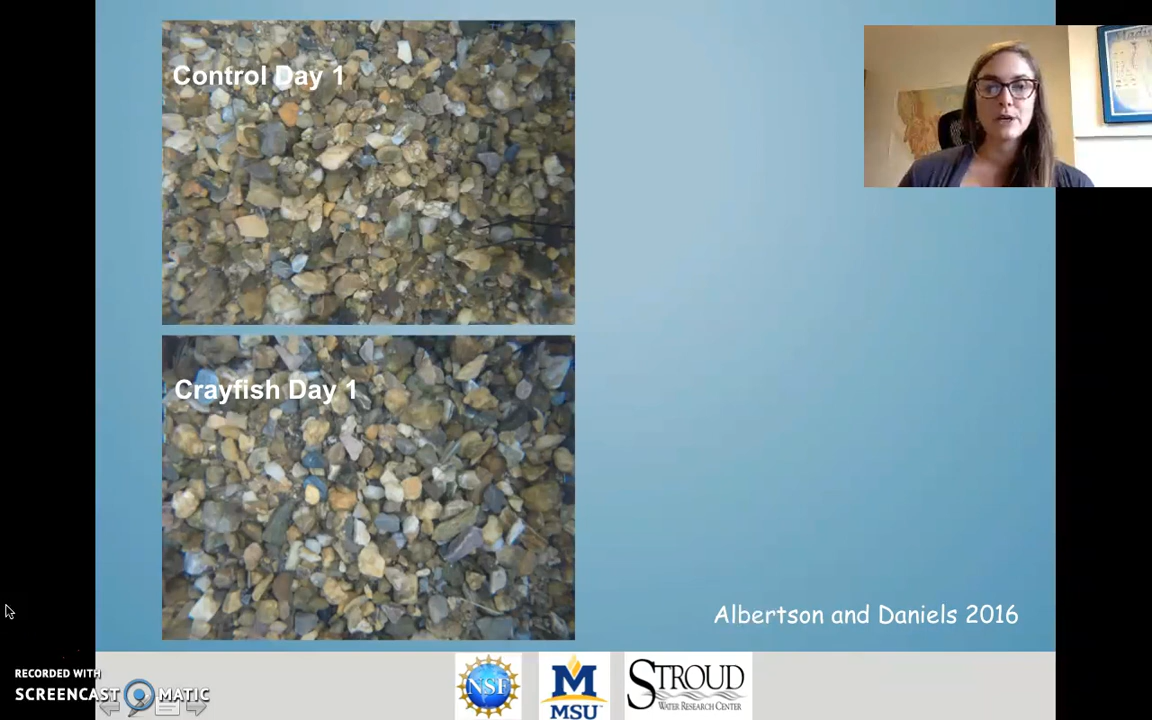 Control Day 1
Crayfish Day 1
Albertson and Daniels 2016
RECORDED WITH
SCREENCAST MATIC
NSF
M
MSU
STROUD
WATER RESEARCH CENTER